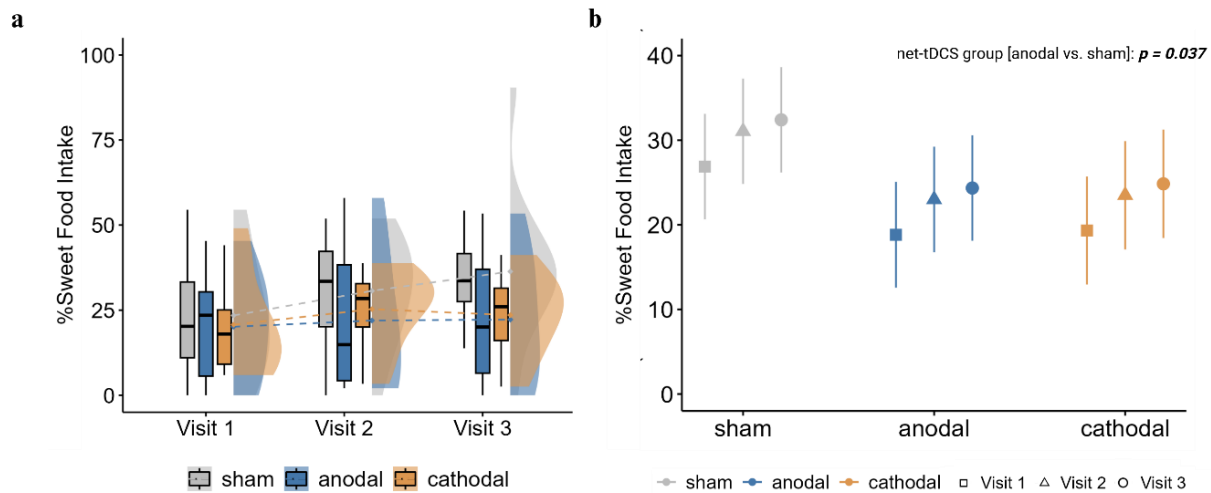 a
100
75
50
25
0
%Sweet Food Intake
Visit 1 Visit 2 Visit 3
sham anodal cathodal
b
net-tDCS group [anodal vs. sham]: p = 0.037
40
30
20
10
0
%Sweet Food Intake
sham anodal cathodal
sham anodal cathodal Visit 1 Visit 2 Visit 3